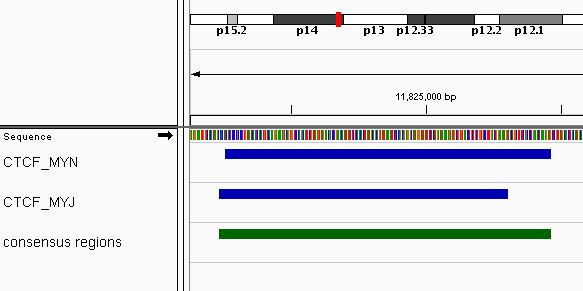 p15.2 p14 p13 p12.33 p12.2 p12.1
11,825,000 bp
Sequence
CTCF_MYN
CTCF_MYJ
consensus regions